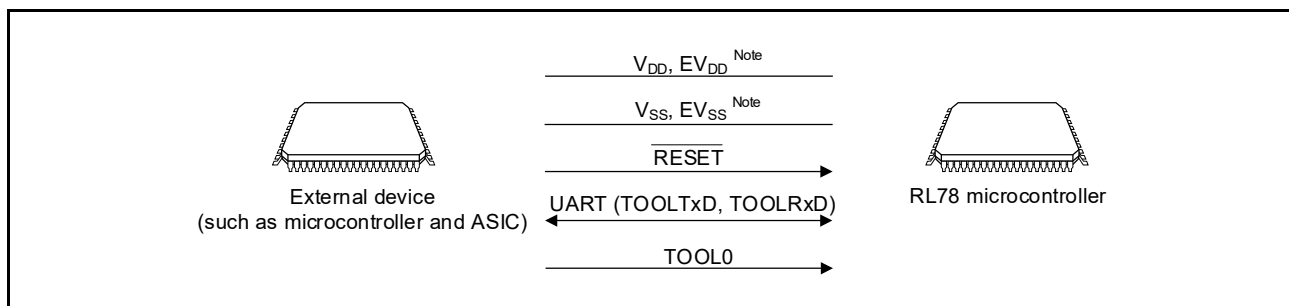 VDD, EVDD Note
VSS, EVSS Note
RESET
UART (TOOLTxD, TOOLRxD)
TOOL0
External device
(such as microcontroller and ASIC)
RL78 microcontroller